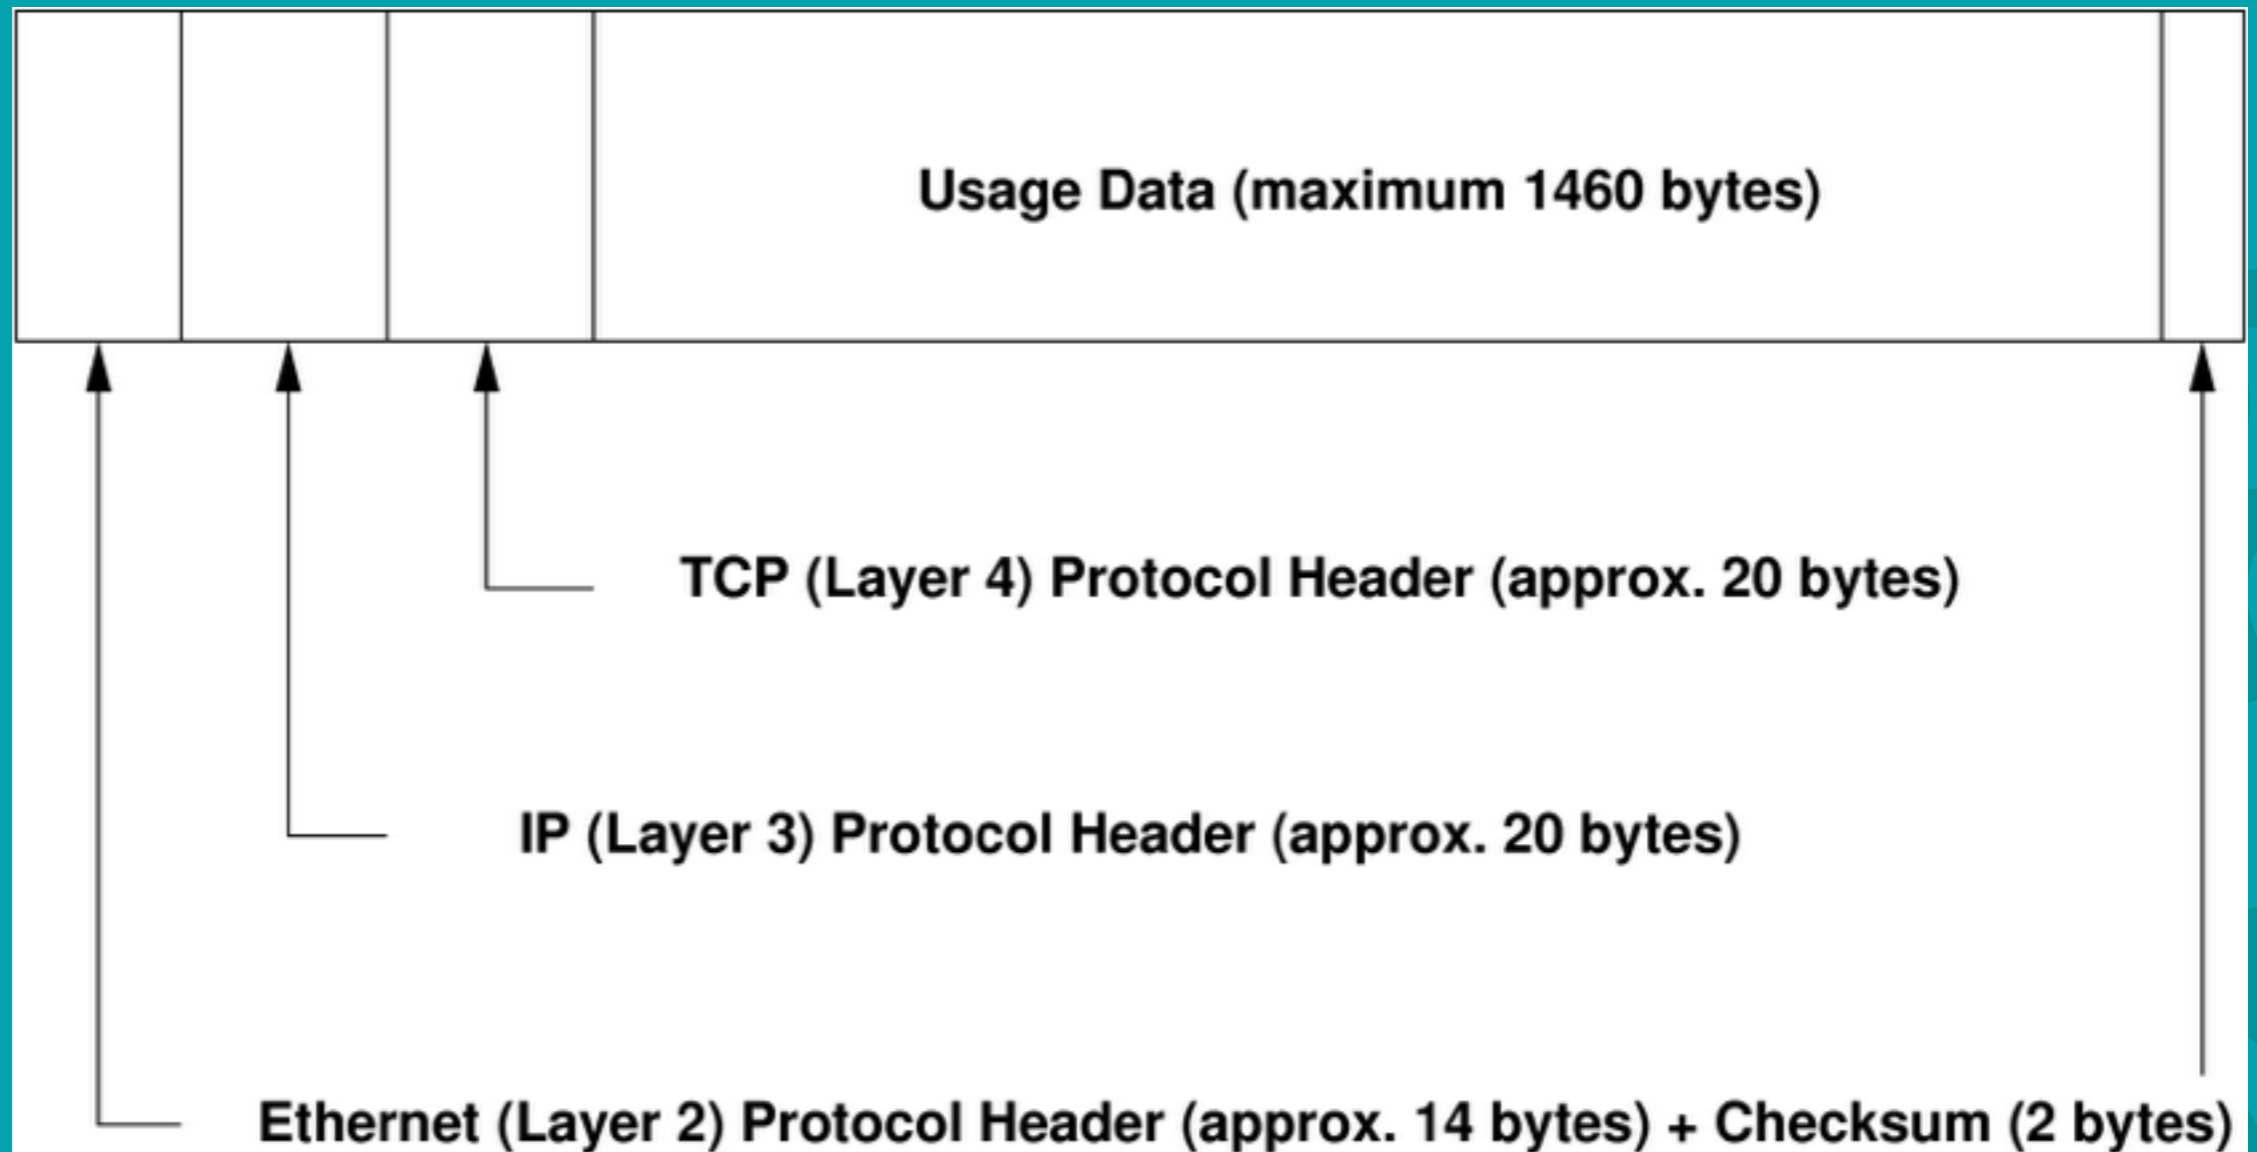 Usage Data (maximum 1460 bytes)
TCP (Layer 4) Protocol Header (approx. 20 bytes)
IP (Layer 3) Protocol Header (approx. 20 bytes)
Ethernet (Layer 2) Protocol Header (approx. 14 bytes) + Checksum (2 bytes)